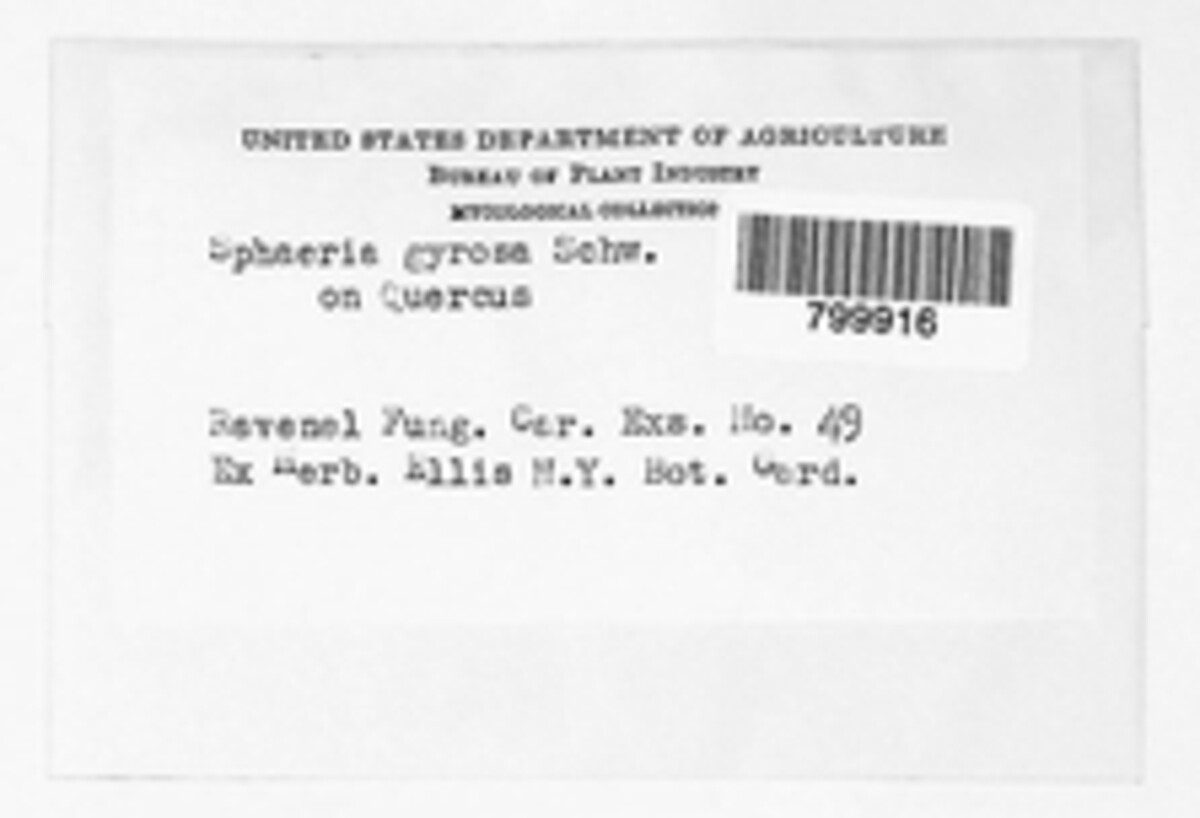 UNITED STATES DEPARTMENT OF AGRICULTURE
BUREAU OF PLANT INDUSTRY
MYCOLOGICAL COLLECTION
Sphaeria gyrosa Schw.
on Quercus
799916
Ravenel Fung. Car. Exs. No. 49
Ex Herb. Ellis N.Y. Bot. Gard.